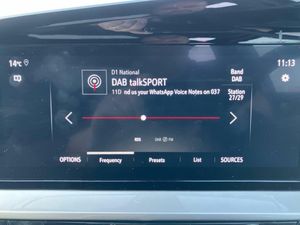 14°C
11:13
D1 National
DAB talkSPORT
11D nd us your WhatsApp Voice Notes on 037
Band
DAB
Station
27/29
OPTIONS
Frequency
Presets
List
SOURCES